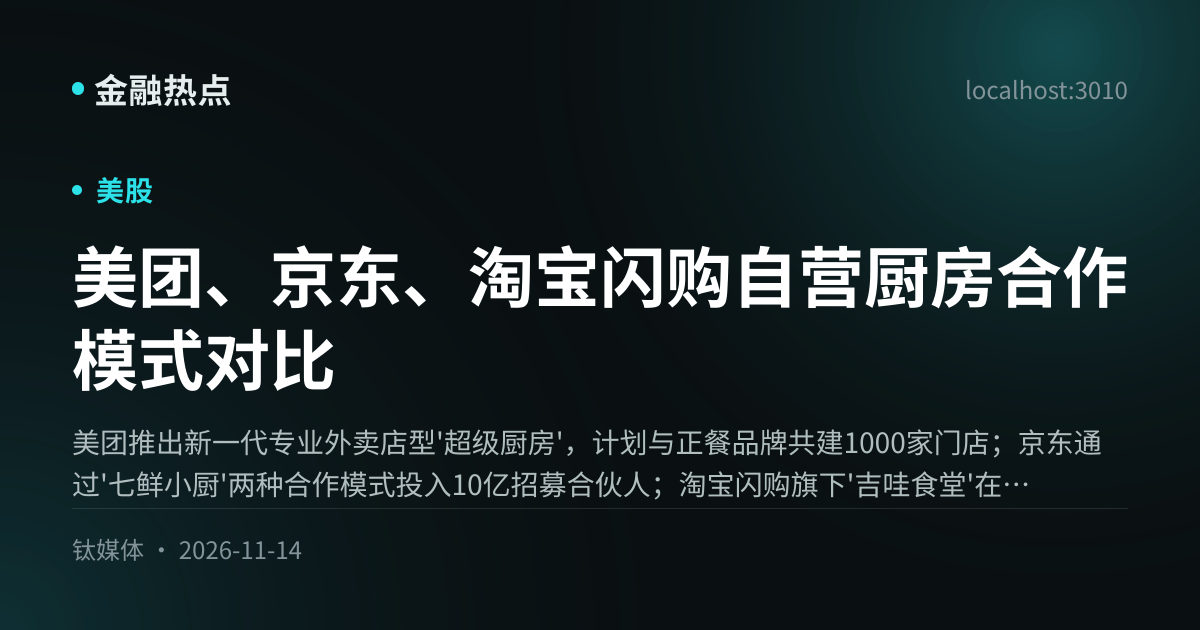 金融热点
localhost:3010
美股
美团、京东、淘宝闪购自营厨房合作
模式对比
美团推出新一代专业外卖店型'超级厨房'，计划与正餐品牌共建1000家门店；京东通
过'七鲜小厨'两种合作模式投入10亿招募合伙人；淘宝闪购旗下'吉哇食堂'在…
钛媒体 · 2026-11-14